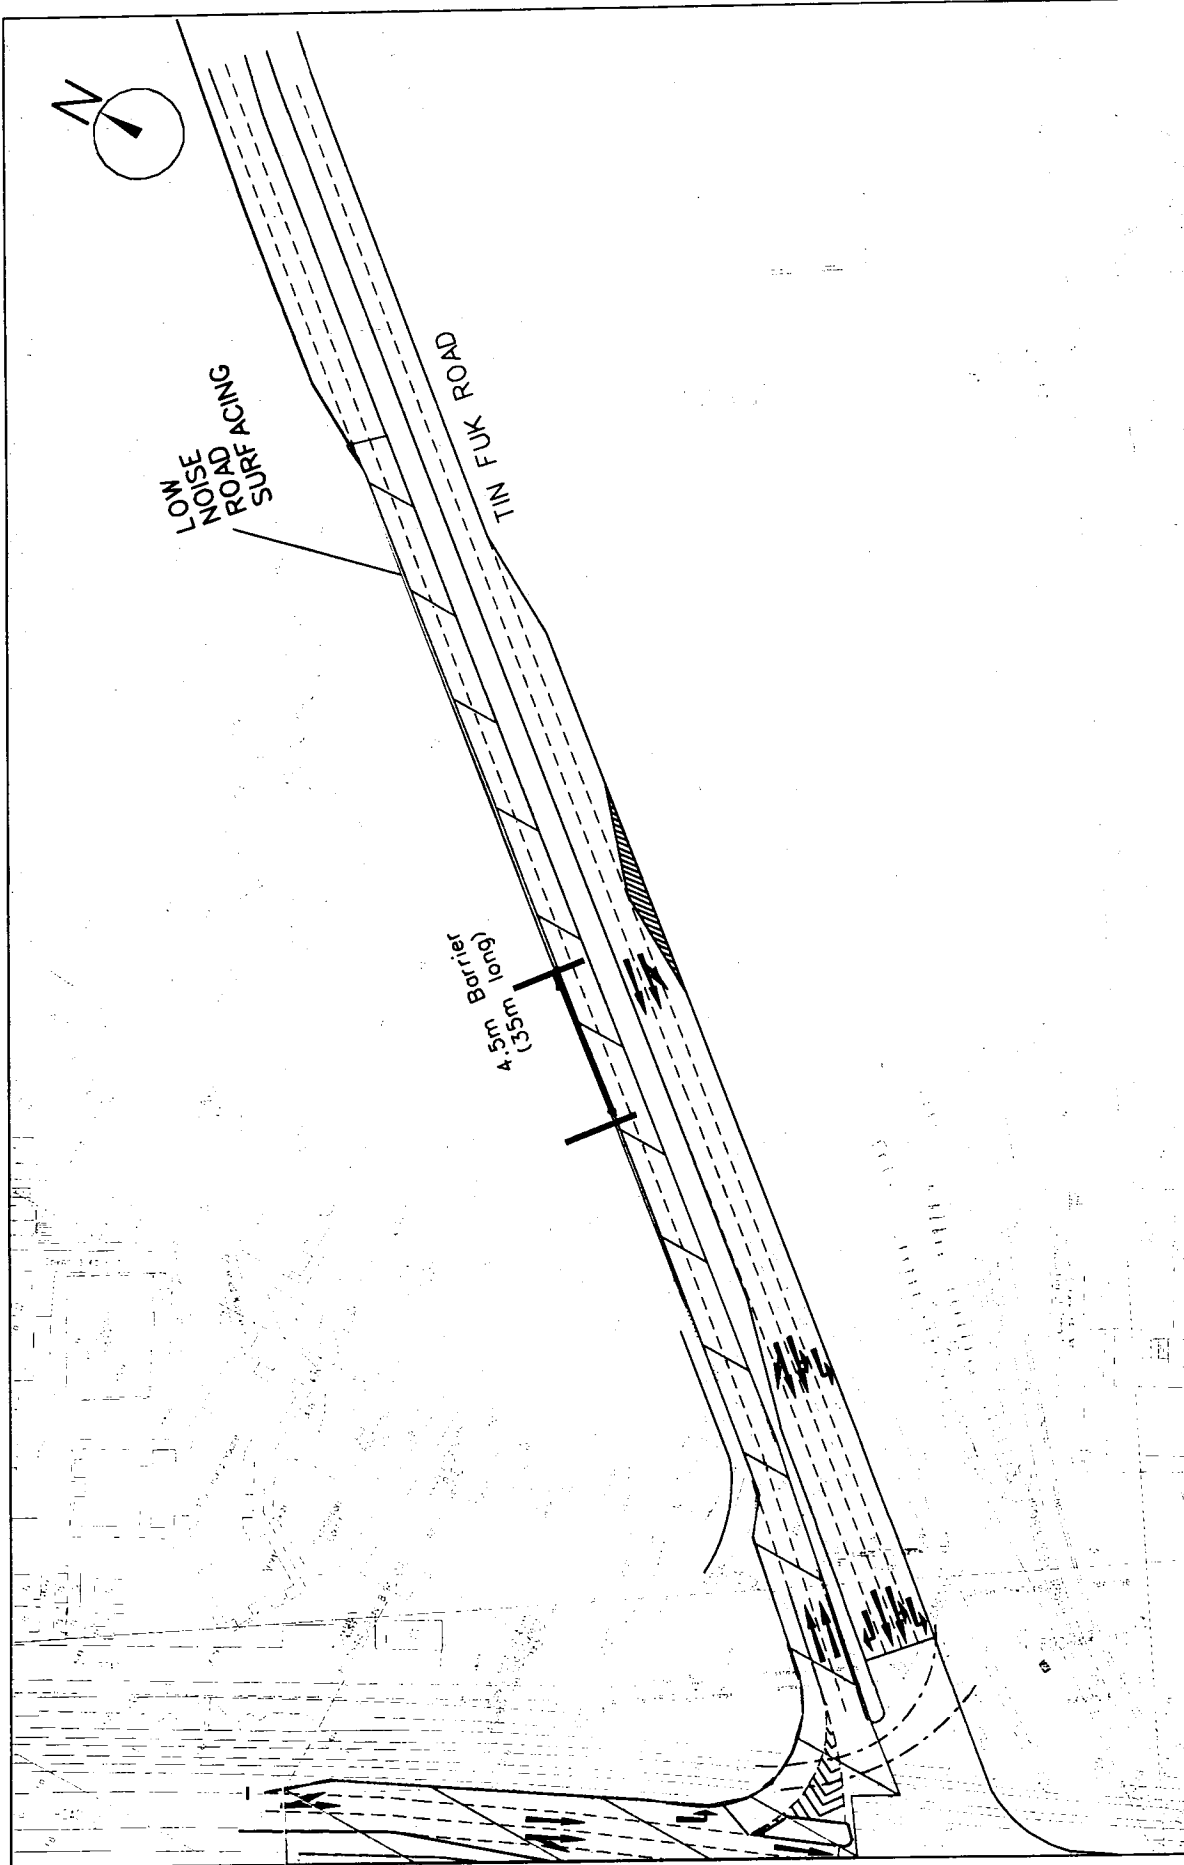 N
LOW
NOISE
ROAD
SURFACING
TIN FUK ROAD
4.5m Barrier
(35m long)